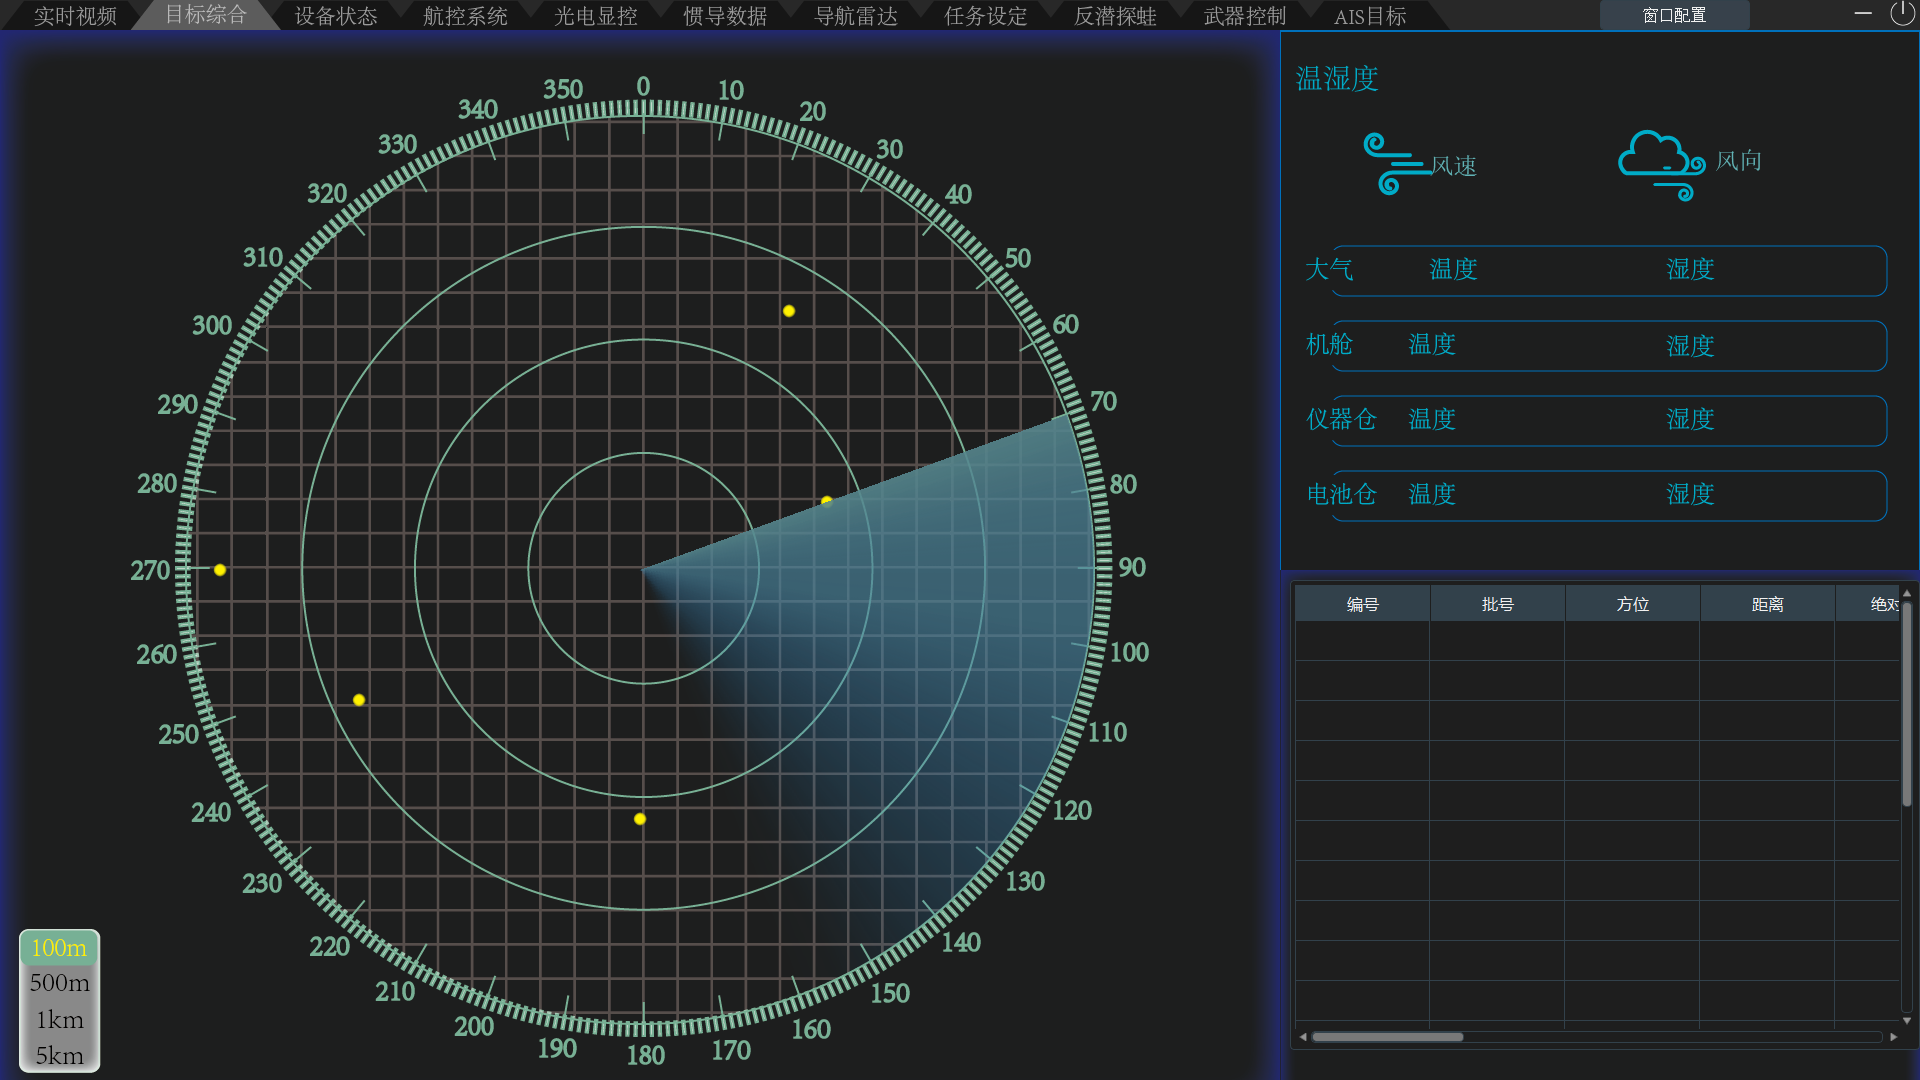 实时视频
目标综合
设备状态
航控系统
光电显控
惯导数据
导航雷达
任务设定
反潜探蛙
武器控制
AIS目标
窗口配置
0
10
20
30
40
50
60
70
80
90
100
110
120
130
140
150
160
170
180
190
200
210
220
230
240
250
260
270
280
290
300
310
320
330
340
350
100m
500m
1km
5km
温湿度
风速
风向
大气 温度 湿度
机舱 温度 湿度
仪器仓 温度 湿度
电池仓 温度 湿度
编号 批号 方位 距离 绝对